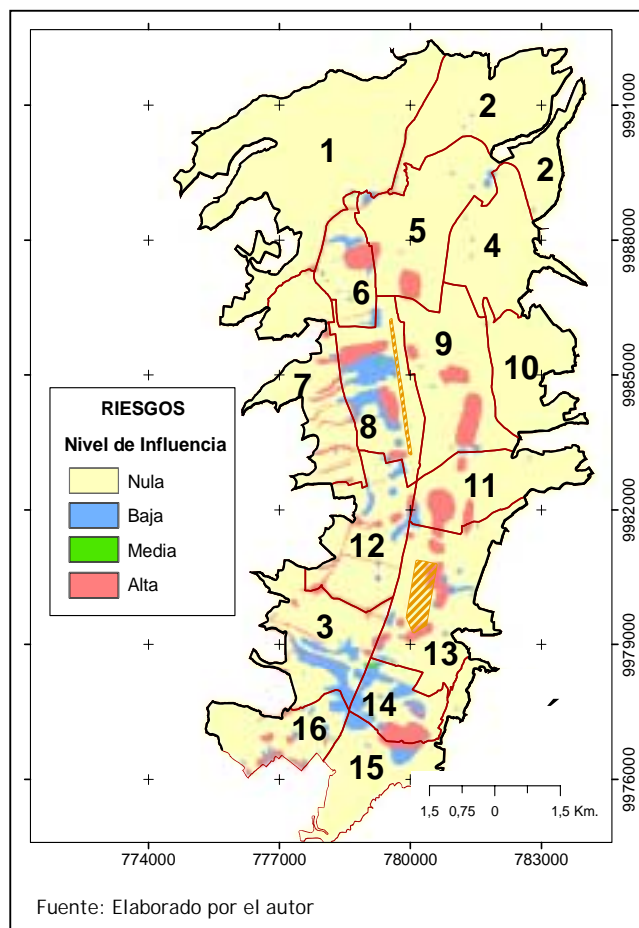 1
2
2
5
4
6
9
10
7
8
11
12
3
13
14
16
15
RIESGOS
Nivel de Influencia
Nula
Baja
Media
Alta
9991000
9988000
9985000
9982000
9979000
9976000
1,5 0,75 0 1,5 Km.
774000 777000 780000 783000
Fuente: Elaborado por el autor